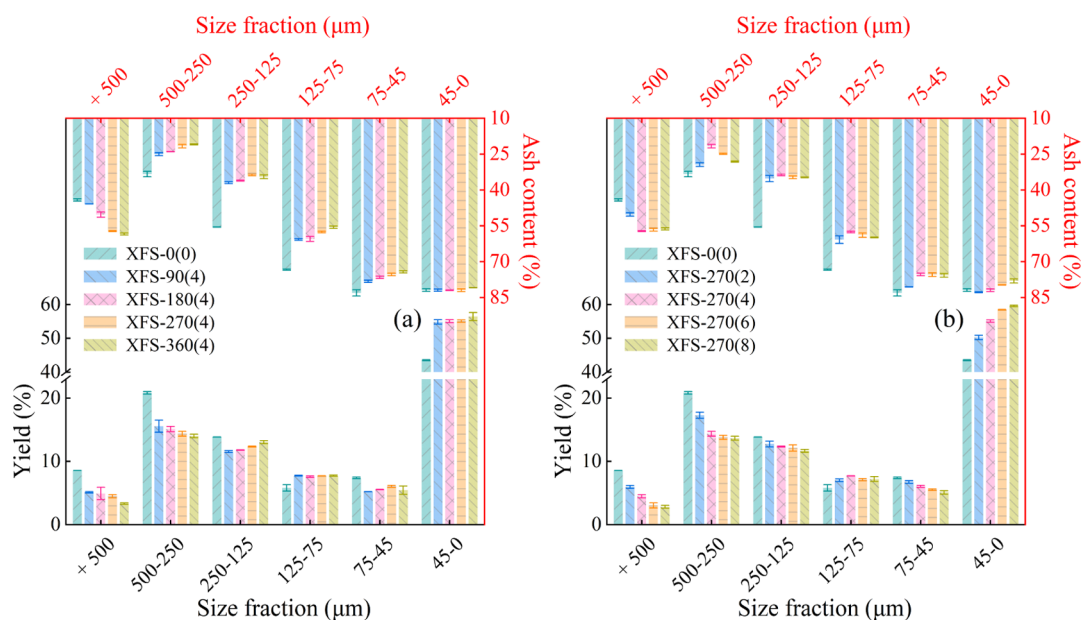 Size fraction (μm)
+ 500
500-250
250-125
125-75
75-45
45-0
10
25
40
55
70
85
Ash content (%)
XFS-0(0)
XFS-90(4)
XFS-180(4)
XFS-270(4)
XFS-360(4)
(a)
60
50
40
20
10
0
Yield (%)
+ 500
500-250
250-125
125-75
75-45
45-0
Size fraction (μm)
Size fraction (μm)
+ 500
500-250
250-125
125-75
75-45
45-0
10
25
40
55
70
85
Ash content (%)
XFS-0(0)
XFS-270(2)
XFS-270(4)
XFS-270(6)
XFS-270(8)
(b)
60
50
40
20
10
0
Yield (%)
+ 500
500-250
250-125
125-75
75-45
45-0
Size fraction (μm)